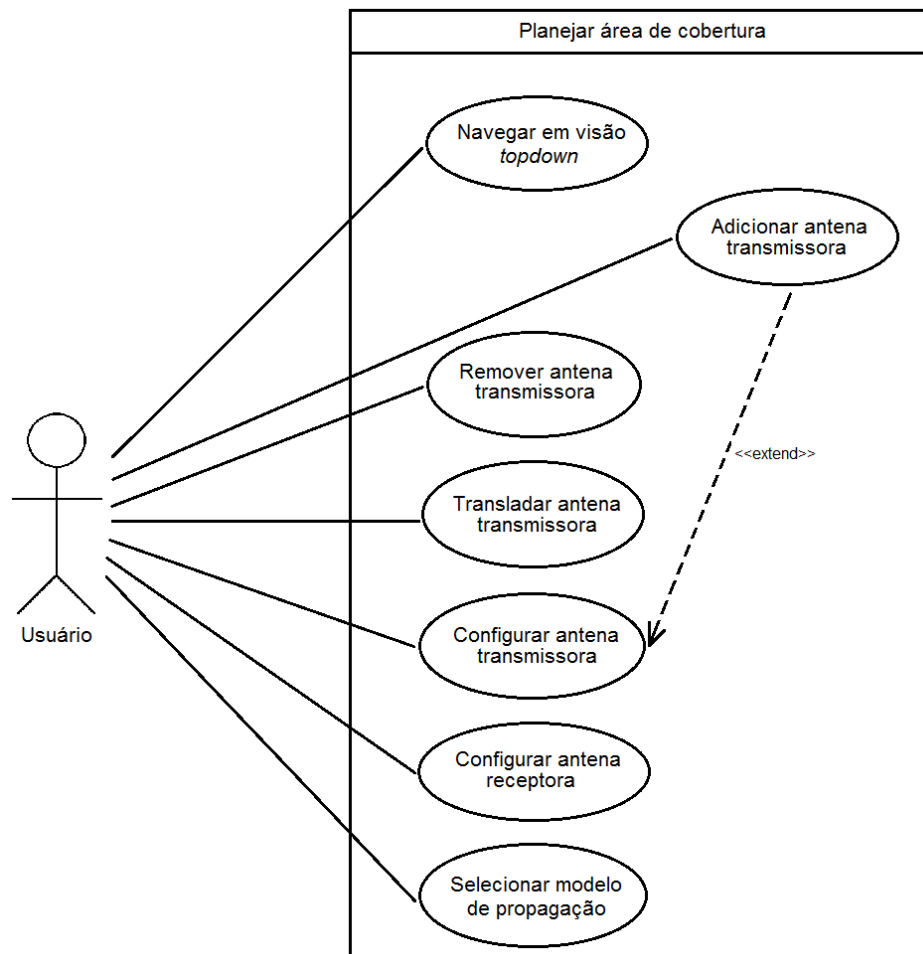 Planejar área de cobertura
Navegar em visão
topdown
Adicionar antena
transmissora
Remover antena
transmissora
<<extend>>
Transladar antena
transmissora
Configurar antena
transmissora
Usuário
Configurar antena
receptora
Selecionar modelo
de propagação